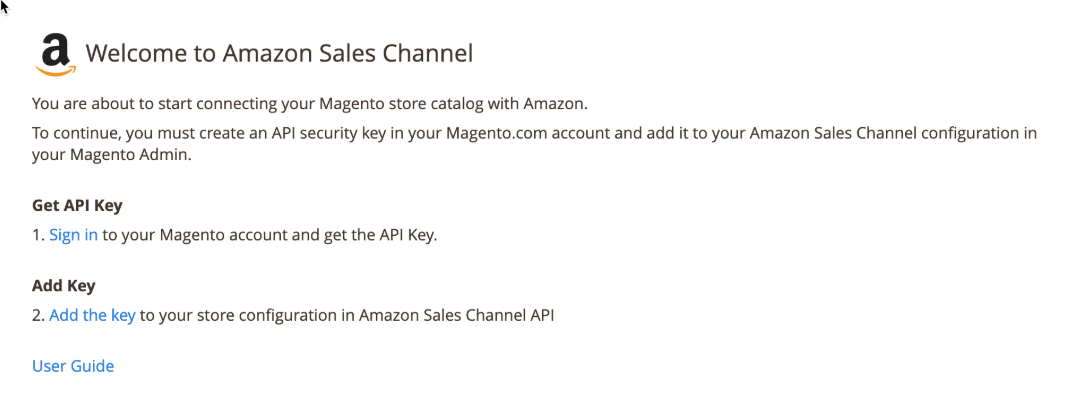 Welcome to Amazon Sales Channel
You are about to start connecting your Magento store catalog with Amazon.
To continue, you must create an API security key in your Magento.com account and add it to your Amazon Sales Channel configuration in
your Magento Admin.
Get API Key
1. Sign in to your Magento account and get the API Key.
Add Key
2. Add the key to your store configuration in Amazon Sales Channel API
User Guide